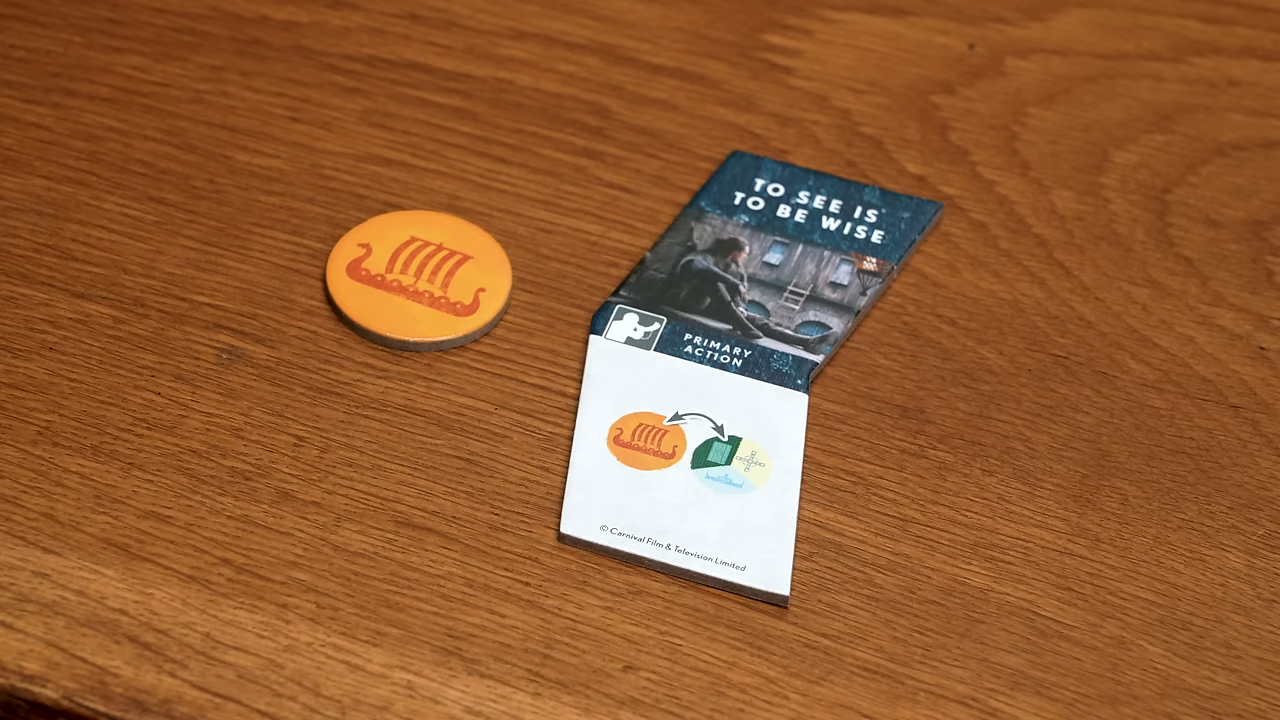 TO SEE IS
TO BE WISE
PRIMARY
ACTION
© Carnival Film & Television Limited